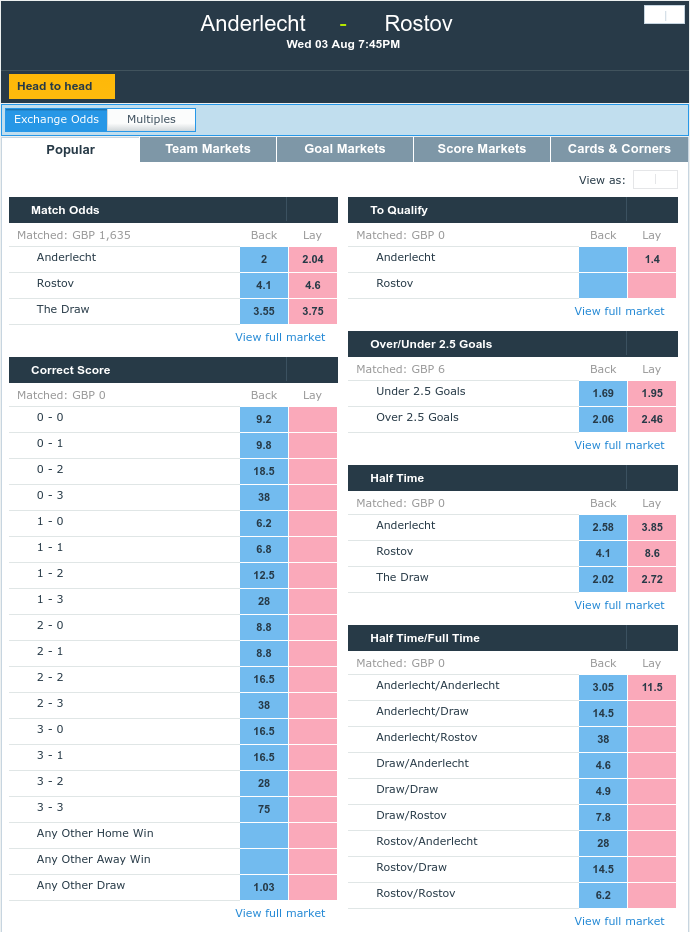 Anderlecht - Rostov
Wed 03 Aug 7:45PM
Head to head
Exchange Odds Multiples
Popular Team Markets Goal Markets Score Markets Cards & Corners
View as:
Match Odds
Matched: GBP 1,635 Back Lay
Anderlecht 2 2.04
Rostov 4.1 4.6
The Draw 3.55 3.75
View full market
Correct Score
Matched: GBP 0 Back Lay
0 - 0 9.2
0 - 1 9.8
0 - 2 18.5
0 - 3 38
1 - 0 6.2
1 - 1 6.8
1 - 2 12.5
1 - 3 28
2 - 0 8.8
2 - 1 8.8
2 - 2 16.5
2 - 3 38
3 - 0 16.5
3 - 1 16.5
3 - 2 28
3 - 3 75
Any Other Home Win
Any Other Away Win
Any Other Draw 1.03
View full market
To Qualify
Matched: GBP 0 Back Lay
Anderlecht 1.4
Rostov
View full market
Over/Under 2.5 Goals
Matched: GBP 6 Back Lay
Under 2.5 Goals 1.69 1.95
Over 2.5 Goals 2.06 2.46
View full market
Half Time
Matched: GBP 0 Back Lay
Anderlecht 2.58 3.85
Rostov 4.1 8.6
The Draw 2.02 2.72
View full market
Half Time/Full Time
Matched: GBP 0 Back Lay
Anderlecht/Anderlecht 3.05 11.5
Anderlecht/Draw 14.5
Anderlecht/Rostov 38
Draw/Anderlecht 4.6
Draw/Draw 4.9
Draw/Rostov 7.8
Rostov/Anderlecht 28
Rostov/Draw 14.5
Rostov/Rostov 6.2
View full market